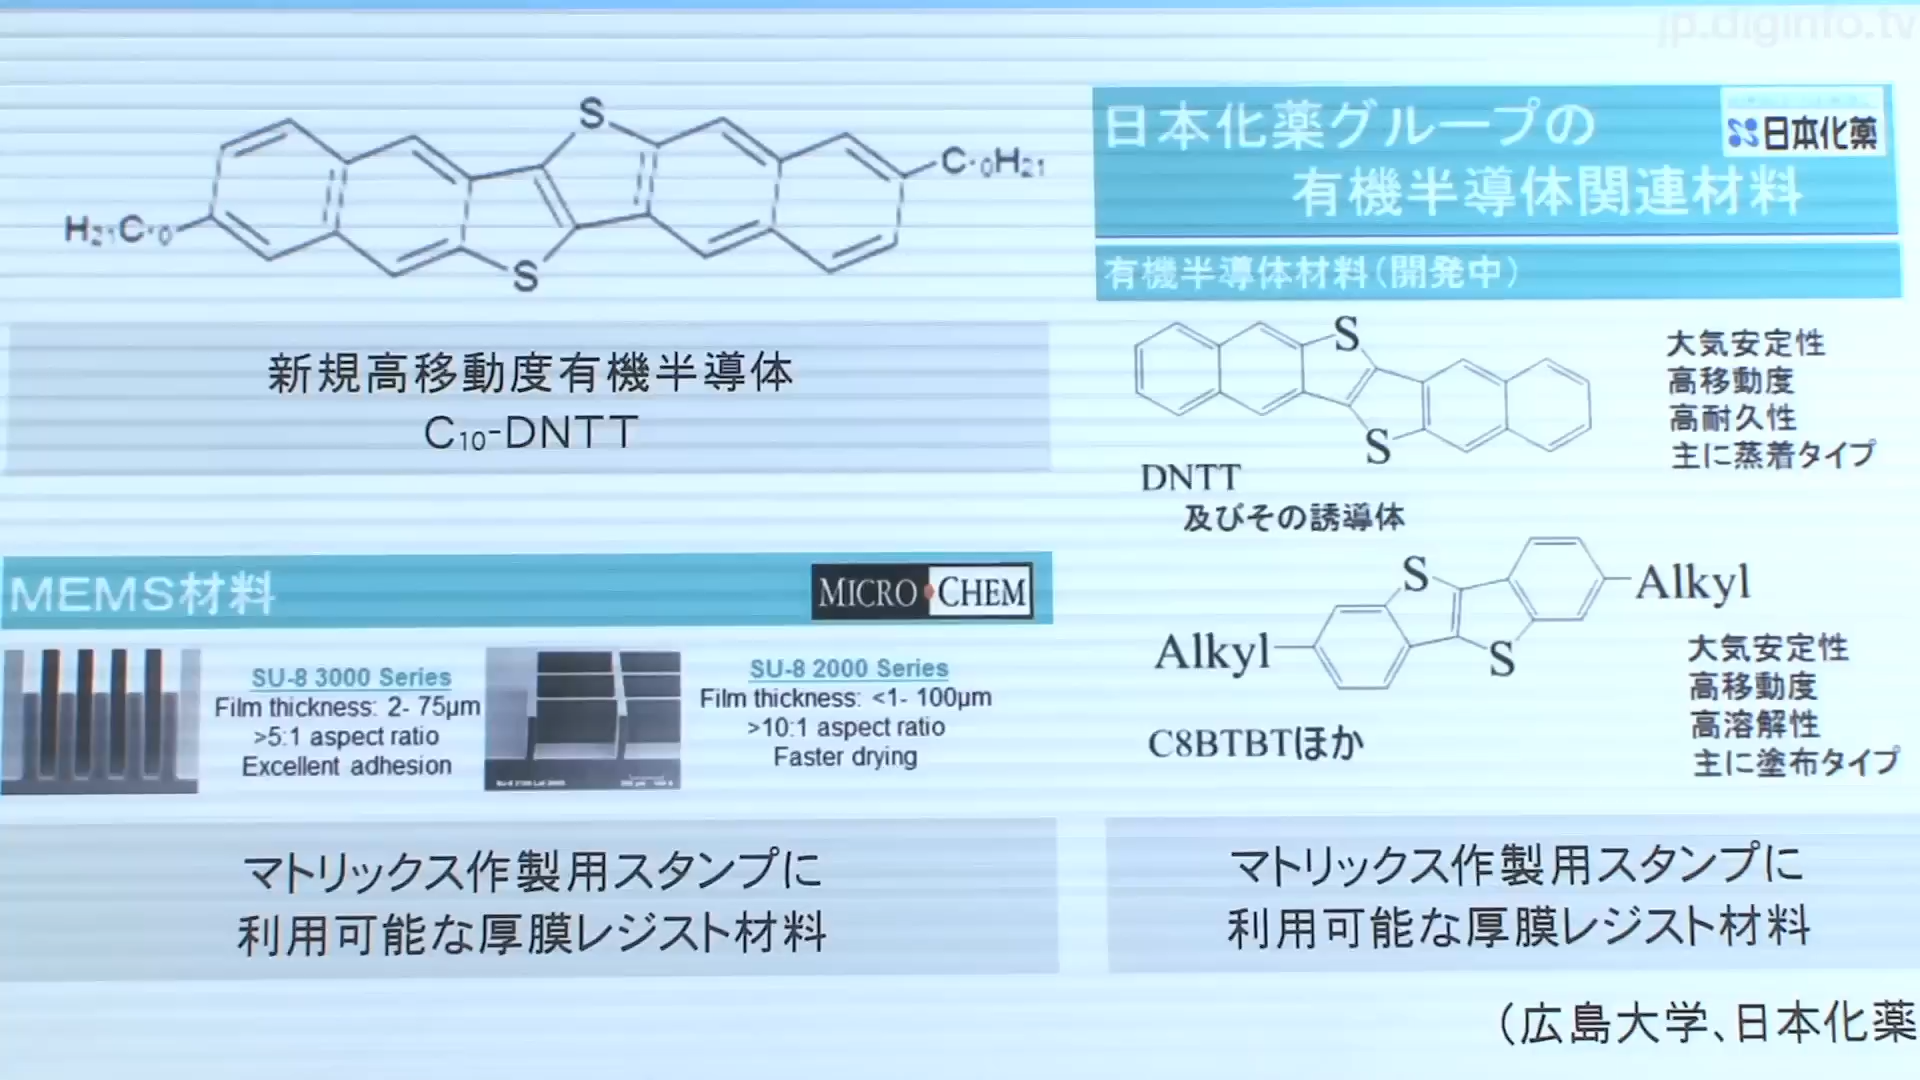 jp.diginfo.tv
S
C10H21
H21C10
S
新規高移動度有機半導体
C10-DNTT
日本化薬グループの
日本化薬
有機半導体関連材料
有機半導体材料(開発中)
S
S
DNTT
及びその誘導体
大気安定性
高移動度
高耐久性
主に蒸着タイプ
S
Alkyl
Alkyl
S
C8BTBTほか
大気安定性
高移動度
高溶解性
主に塗布タイプ
MEMS材料
MICRO CHEM
SU-8 3000 Series
Film thickness: 2- 75μm
>5:1 aspect ratio
Excellent adhesion
SU-8 2000 Series
Film thickness: <1- 100μm
>10:1 aspect ratio
Faster drying
マトリックス作製用スタンプに
利用可能な厚膜レジスト材料
マトリックス作製用スタンプに
利用可能な厚膜レジスト材料
(広島大学、日本化薬